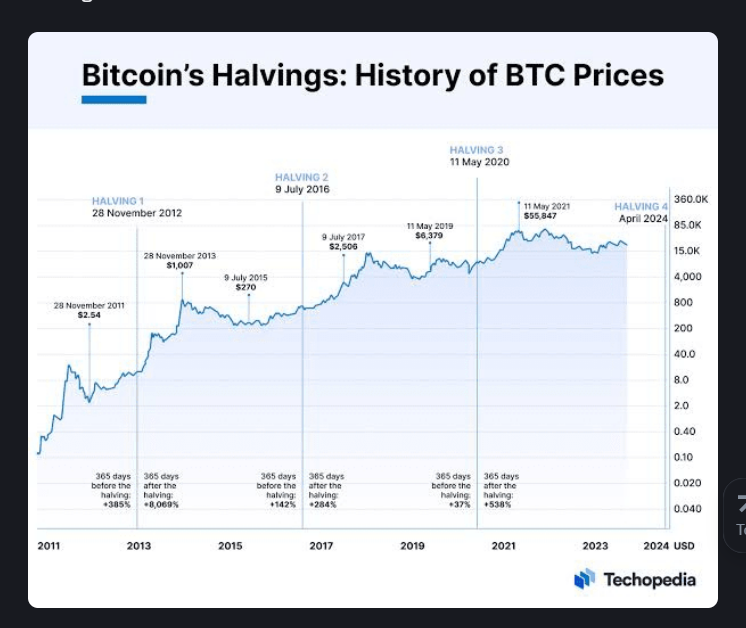 Bitcoin's Halvings: History of BTC Prices
HALVING 3
11 May 2020
HALVING 2
9 July 2016
HALVING 1
28 November 2012
HALVING 4
April 2024
11 May 2021
$55,847
11 May 2019
$6,379
9 July 2017
$2,506
28 November 2013
$1,007
9 July 2015
$270
28 November 2011
$2.54
360.0K
85.0K
15.0K
4,000
800
200
40.0
8.0
2.0
0.40
0.10
0.020
0.040
365 days
before the
halving:
+385%
365 days
after the
halving:
+8,069%
365 days
before the
halving:
+142%
365 days
after the
halving:
+284%
365 days
before the
halving:
+37%
365 days
after the
halving:
+538%
2011 2013 2015 2017 2019 2021 2023 2024 USD
Techopedia